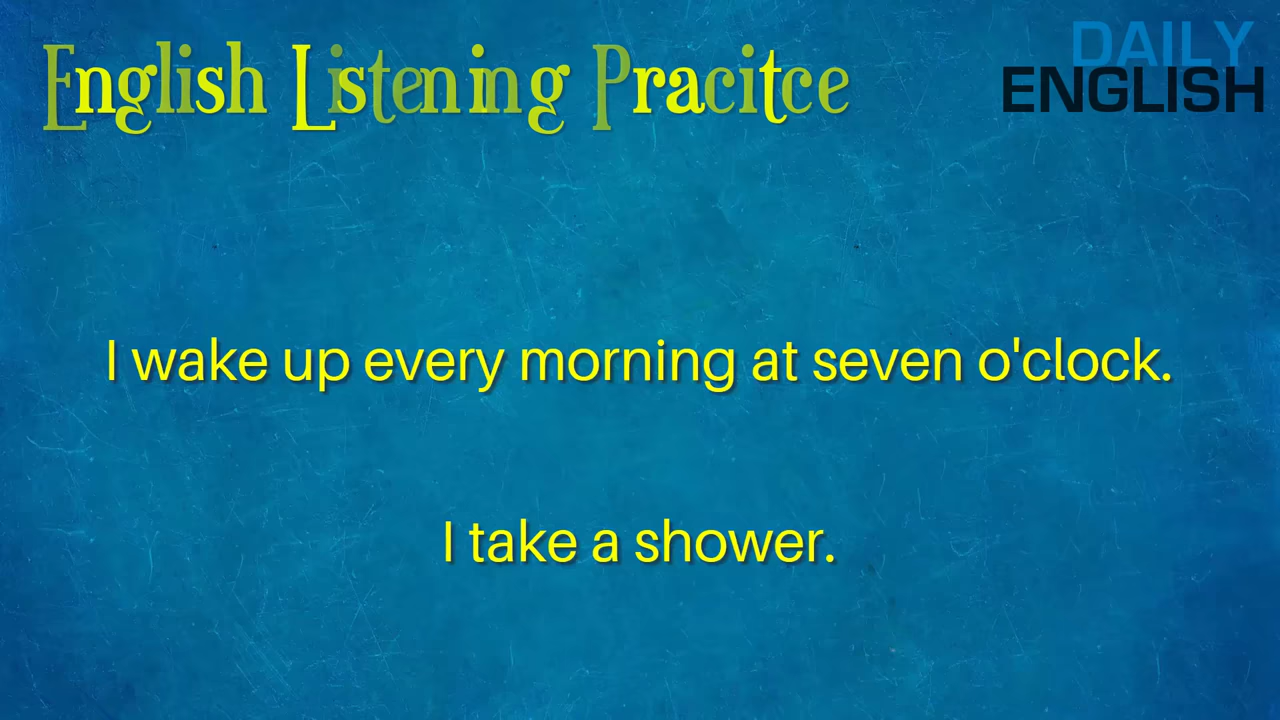 English Listening Pracitce
DAILY
ENGLISH
I wake up every morning at seven o'clock.
I take a shower.